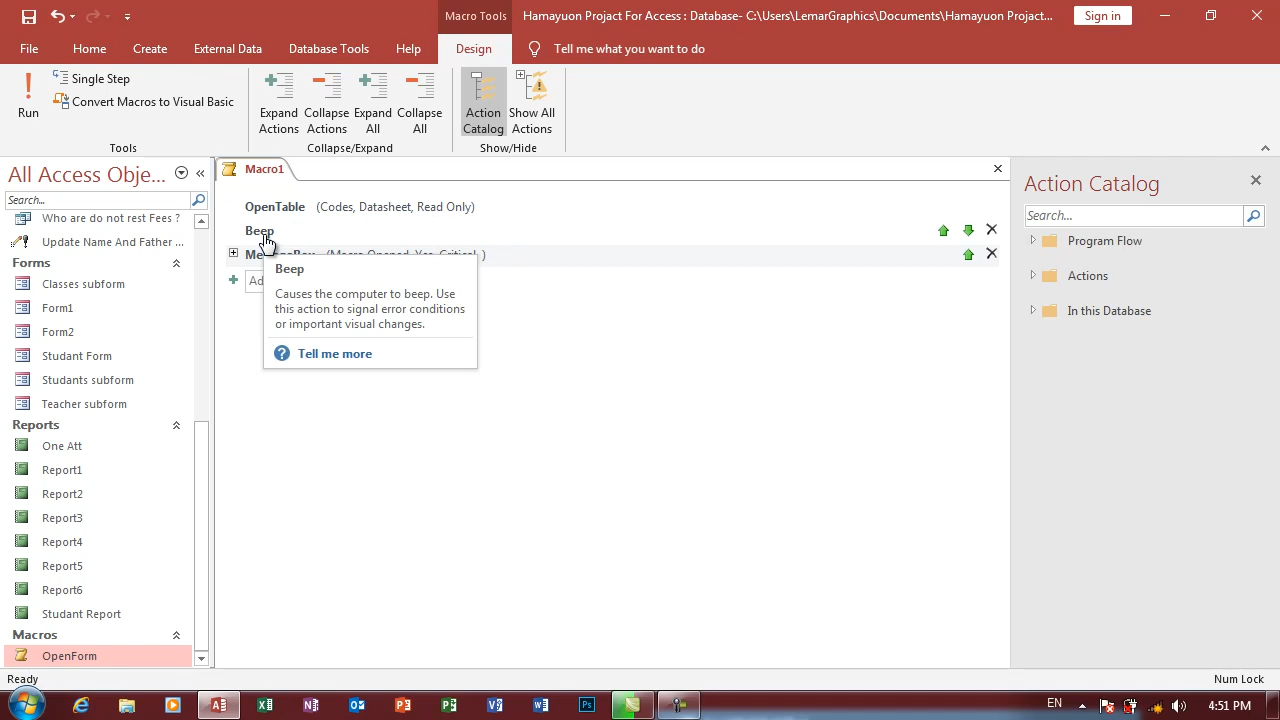 Macro Tools
Hamayuon Projact For Access : Database- C:\Users\LemarGraphics\Documents\Hamayuon Projact...
Sign in
File
Home
Create
External Data
Database Tools
Help
Design
Tell me what you want to do
Run
Single Step
Convert Macros to Visual Basic
Tools
Expand Actions
Collapse Actions
Expand All
Collapse All
Collapse/Expand
Action Catalog
Show All Actions
Show/Hide
All Access Obje...
Search...
Who are do not rest Fees ?
Update Name And Father ...
Forms
Classes subform
Form1
Form2
Student Form
Students subform
Teacher subform
Reports
One Att
Report1
Report2
Report3
Report4
Report5
Report6
Student Report
Macros
OpenForm
Macro1
OpenTable (Codes, Datasheet, Read Only)
Beep
(Macro Opened, Yes, Critical, )
Beep
Causes the computer to beep. Use
this action to signal error conditions
or important visual changes.
Tell me more
Action Catalog
Search...
Program Flow
Actions
In this Database
Ready
Num Lock
EN
4:51 PM